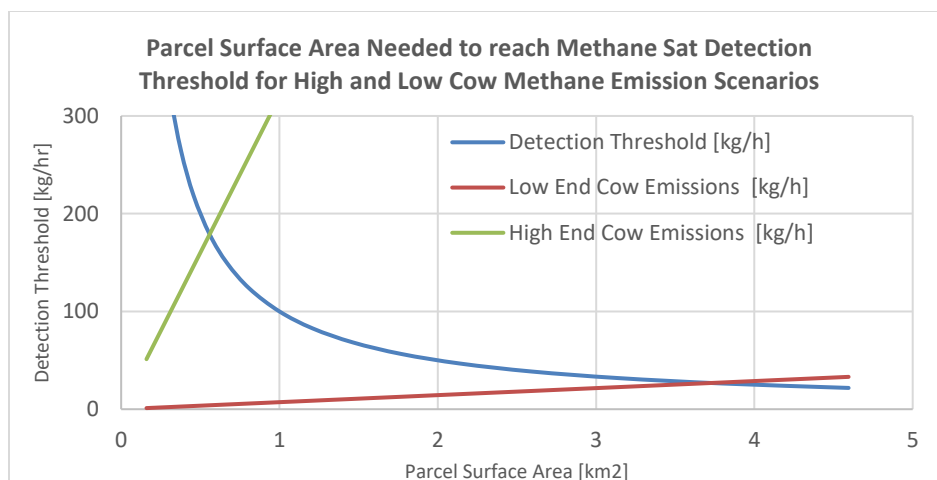 Parcel Surface Area Needed to reach Methane Sat Detection
Threshold for High and Low Cow Methane Emission Scenarios
Detection Threshold [kg/hr]
300
200
100
0
Detection Threshold [kg/h]
Low End Cow Emissions [kg/h]
High End Cow Emissions [kg/h]
0 1 2 3 4 5
Parcel Surface Area [km2]